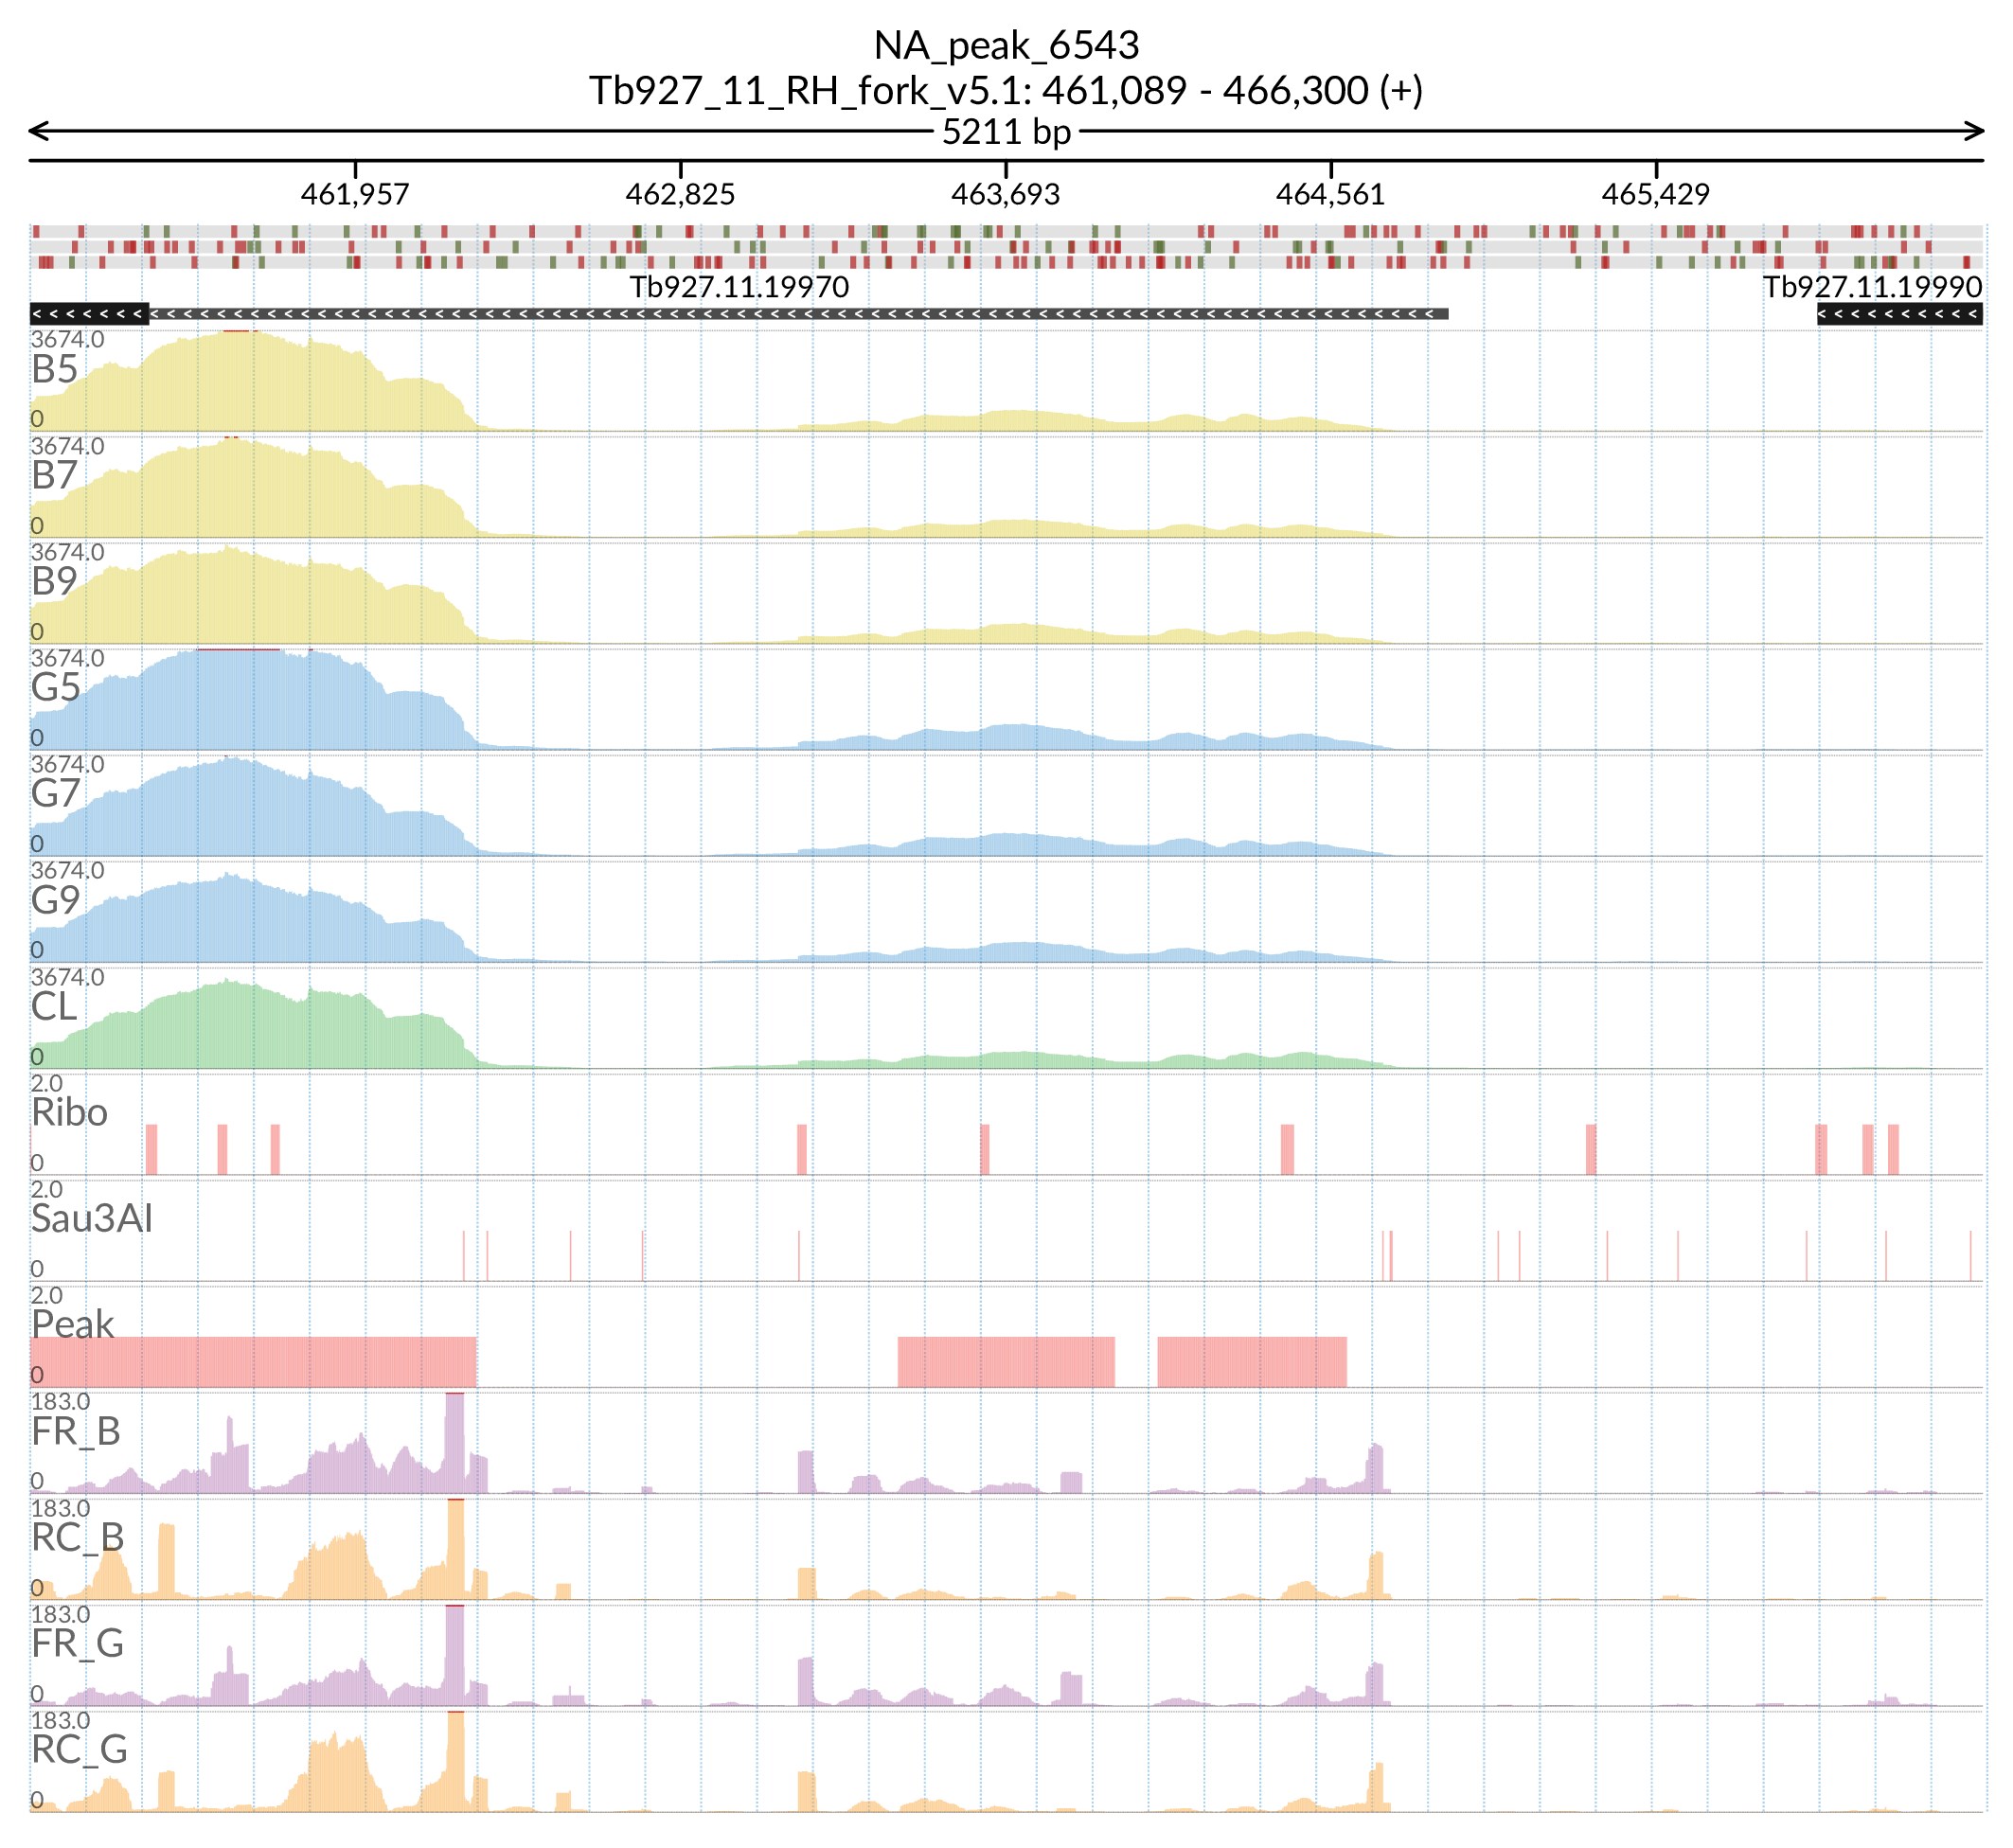 NA_peak_6543
Tb927_11_RH_fork_v5.1: 461,089 - 466,300 (+)
5211 bp
461,957 462,825 463,693 464,561 465,429
Tb927.11.19970 Tb927.11.19990
3674.0
B5
0
3674.0
B7
0
3674.0
B9
0
3674.0
G5
0
3674.0
G7
0
3674.0
G9
0
3674.0
CL
0
2.0
Ribo
0
2.0
Sau3AI
0
2.0
Peak
0
183.0
FR_B
0
183.0
RC_B
0
183.0
FR_G
0
183.0
RC_G
0